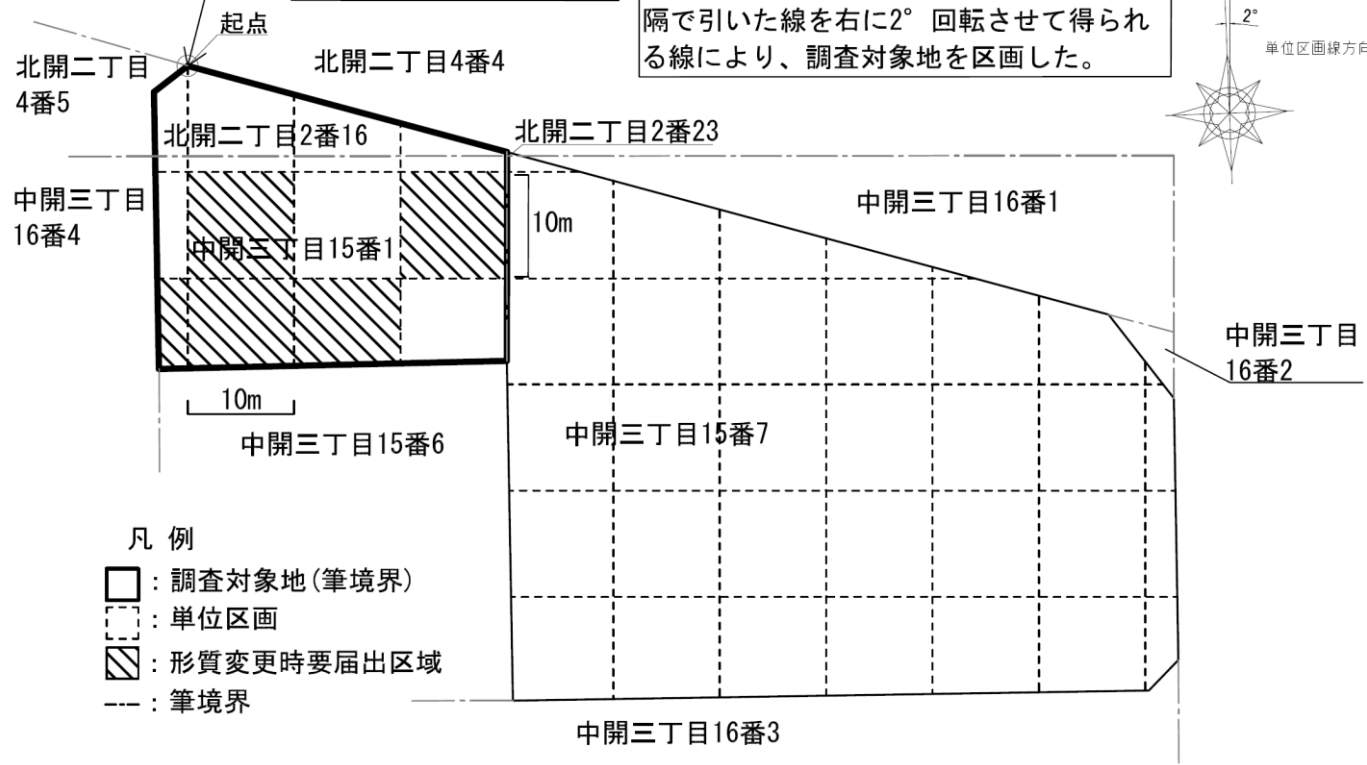 隔で引いた線を右に2°回転させて得られ
る線により、調査対象地を区画した。
2°
単位区画線方向
起点
北開二丁目
4番5
北開二丁目4番4
北開二丁目2番16
北開二丁目2番23
中開三丁目
16番4
中開三丁目16番1
10m
中開三丁目15番1
中開三丁目
16番2
10m
中開三丁目15番6
中開三丁目15番7
凡 例
：調査対象地(筆境界)
：単位区画
：形質変更時要届出区域
：筆境界
中開三丁目16番3